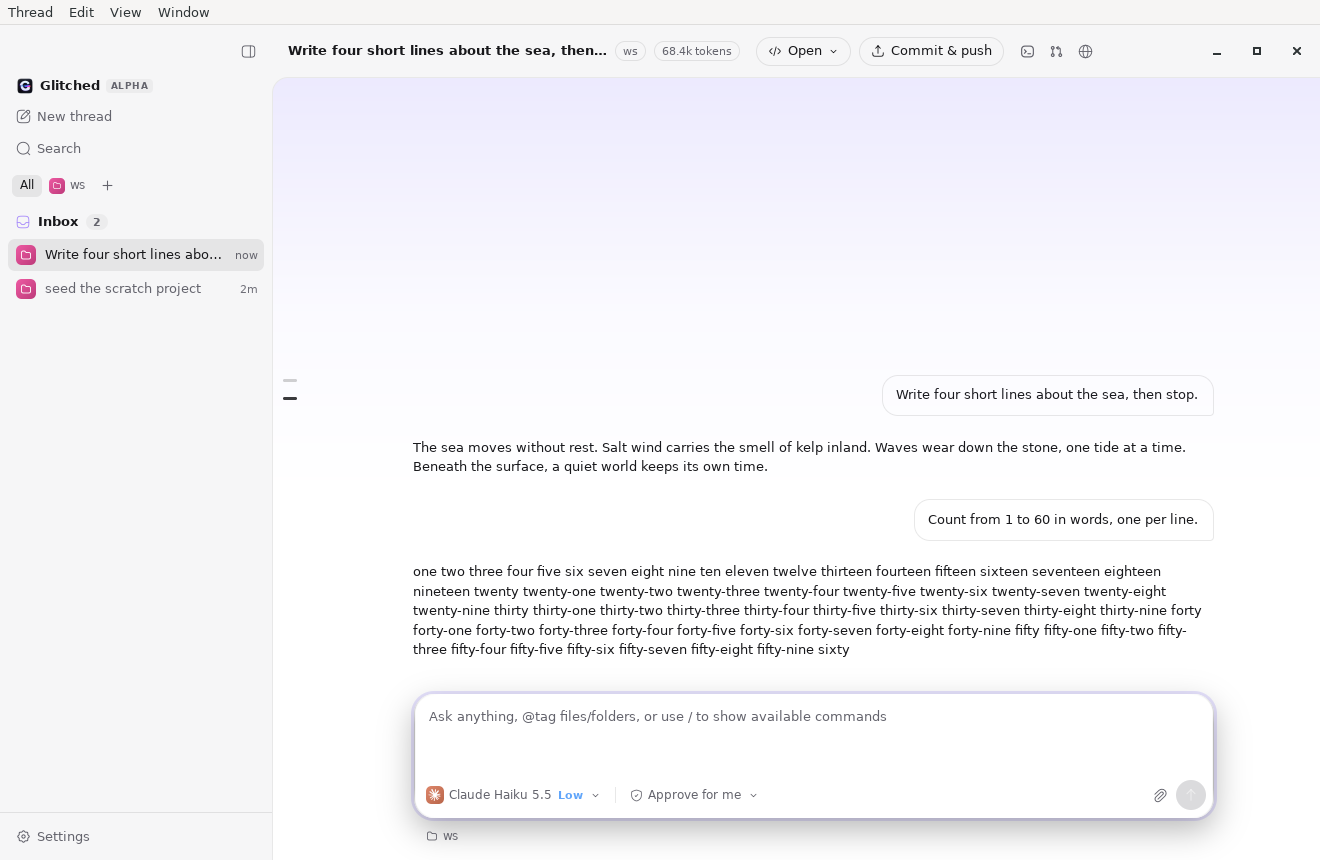 Thread Edit View Window
Write four short lines about the sea, then... ws 68.4k tokens Open Commit & push
Glitched ALPHA
New thread
Search
All ws
Inbox 2
Write four short lines abo... now
seed the scratch project 2m
Write four short lines about the sea, then stop.
The sea moves without rest. Salt wind carries the smell of kelp inland. Waves wear down the stone, one tide at a time.
Beneath the surface, a quiet world keeps its own time.
Count from 1 to 60 in words, one per line.
one two three four five six seven eight nine ten eleven twelve thirteen fourteen fifteen sixteen seventeen eighteen
nineteen twenty twenty-one twenty-two twenty-three twenty-four twenty-five twenty-six twenty-seven twenty-eight
twenty-nine thirty thirty-one thirty-two thirty-three thirty-four thirty-five thirty-six thirty-seven thirty-eight thirty-nine forty
forty-one forty-two forty-three forty-four forty-five forty-six forty-seven forty-eight forty-nine fifty fifty-one fifty-two fifty-
three fifty-four fifty-five fifty-six fifty-seven fifty-eight fifty-nine sixty
Ask anything, @tag files/folders, or use / to show available commands
Claude Haiku 5.5 Low Approve for me
ws
Settings